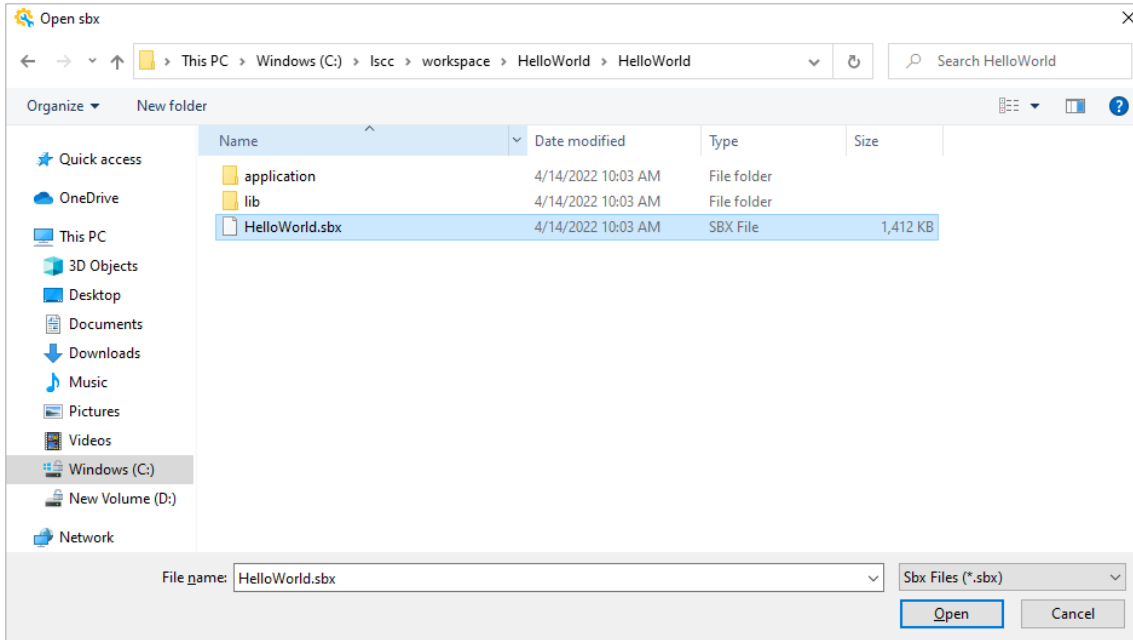 Open sbx
This PC > Windows (C:) > lscc > workspace > HelloWorld > HelloWorld
Search HelloWorld
Organize
New folder
Name Date modified Type Size
application 4/14/2022 10:03 AM File folder
lib 4/14/2022 10:03 AM File folder
HelloWorld.sbx 4/14/2022 10:03 AM SBX File 1,412 KB
Quick access
OneDrive
This PC
3D Objects
Desktop
Documents
Downloads
Music
Pictures
Videos
Windows (C:)
New Volume (D:)
Network
File name: HelloWorld.sbx
Sbx Files (*.sbx)
Open
Cancel